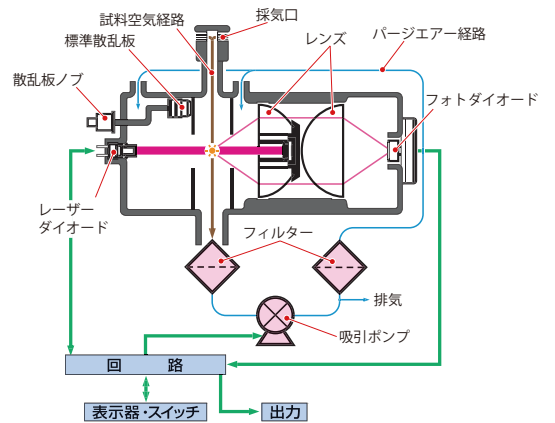 試料空気経路
採気口
標準散乱板
レンズ
パージエアー経路
散乱板ノブ
フォトダイオード
レーザー
ダイオード
フィルター
排気
吸引ポンプ
回 路
表示器・スイッチ
出力